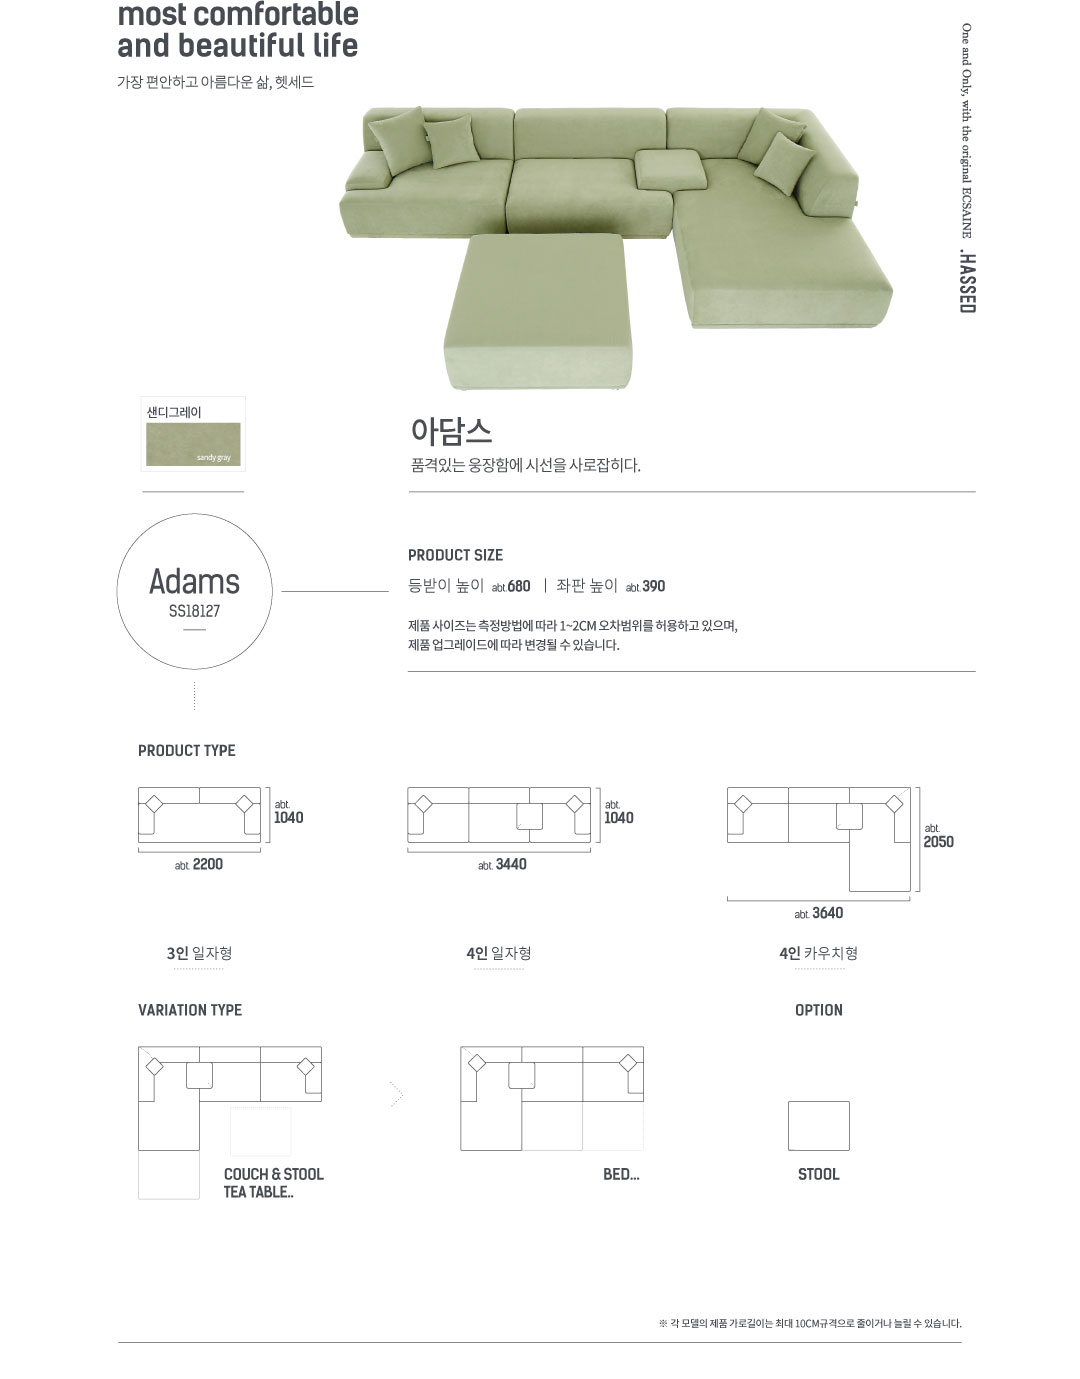 most comfortable
and beautiful life
가장 편안하고 아름다운 삶, 헷세드
One and Only, with the original ECSAINE .HASSED
샌디그레이
sandy gray
아담스
품격있는 웅장함에 시선을 사로잡히다.
Adams
SS18127
PRODUCT SIZE
등받이 높이 abt.680 | 좌판 높이 abt.390
제품 사이즈는 측정방법에 따라 1~2CM 오차범위를 허용하고 있으며,
제품 업그레이드에 따라 변경될 수 있습니다.
PRODUCT TYPE
abt.
1040
abt. 2200
3인 일자형
abt.
1040
abt. 3440
4인 일자형
abt.
2050
abt. 3640
4인 카우치형
VARIATION TYPE
OPTION
COUCH & STOOL
TEA TABLE..
BED...
STOOL
※ 각 모델의 제품 가로길이는 최대 10CM규격으로 줄이거나 늘릴 수 있습니다.